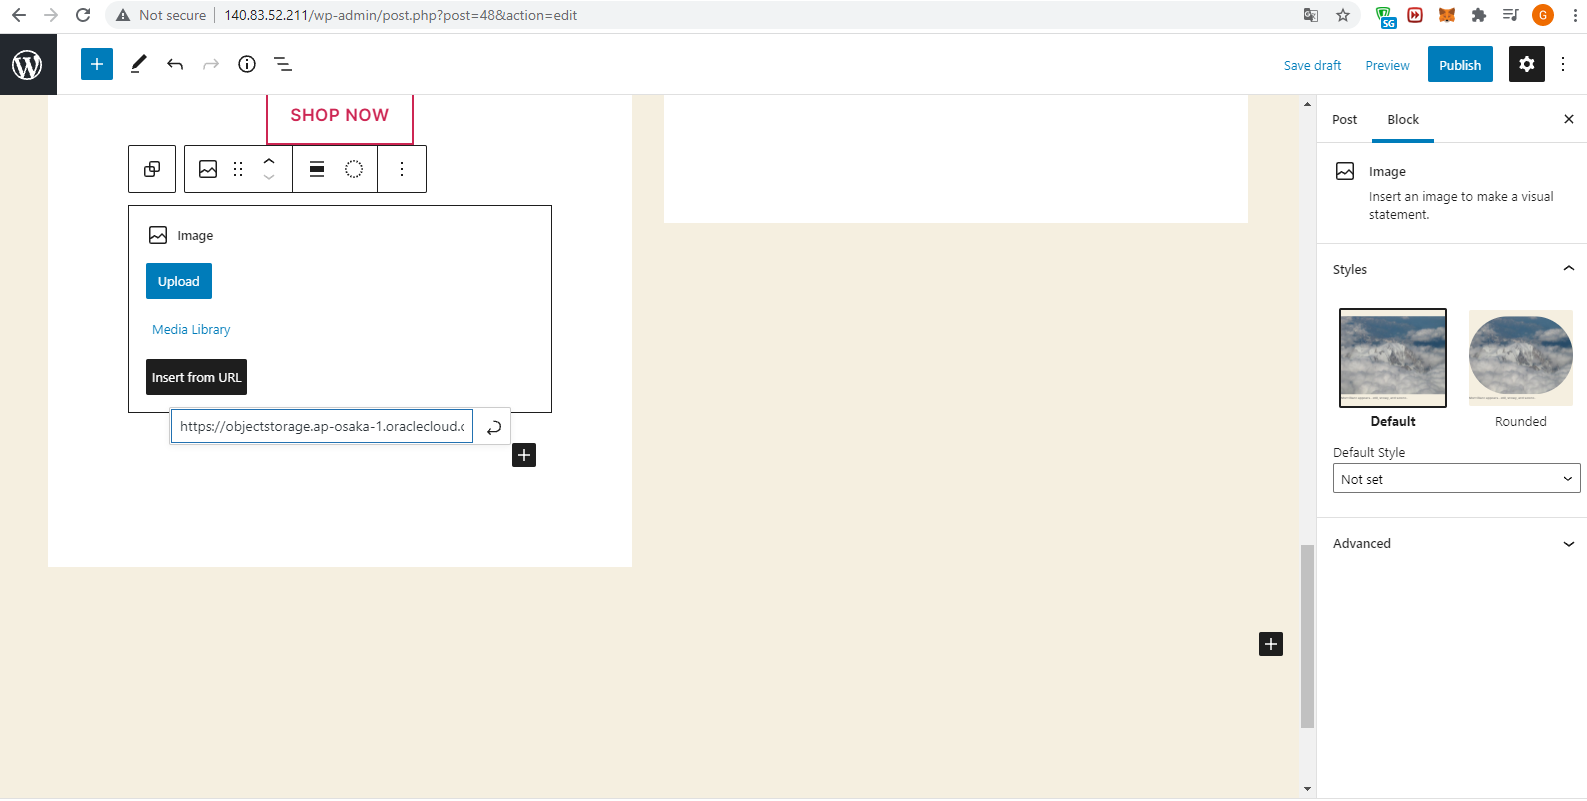 Not secure
140.83.52.211/wp-admin/post.php?post=48&action=edit
SG
G
Save draft
Preview
Publish
SHOP NOW
Image
Upload
Media Library
Insert from URL
https://objectstorage.ap-osaka-1.oraclecloud.c
Post
Block
Image
Insert an image to make a visual
statement.
Styles
Default
Rounded
Default Style
Not set
Advanced